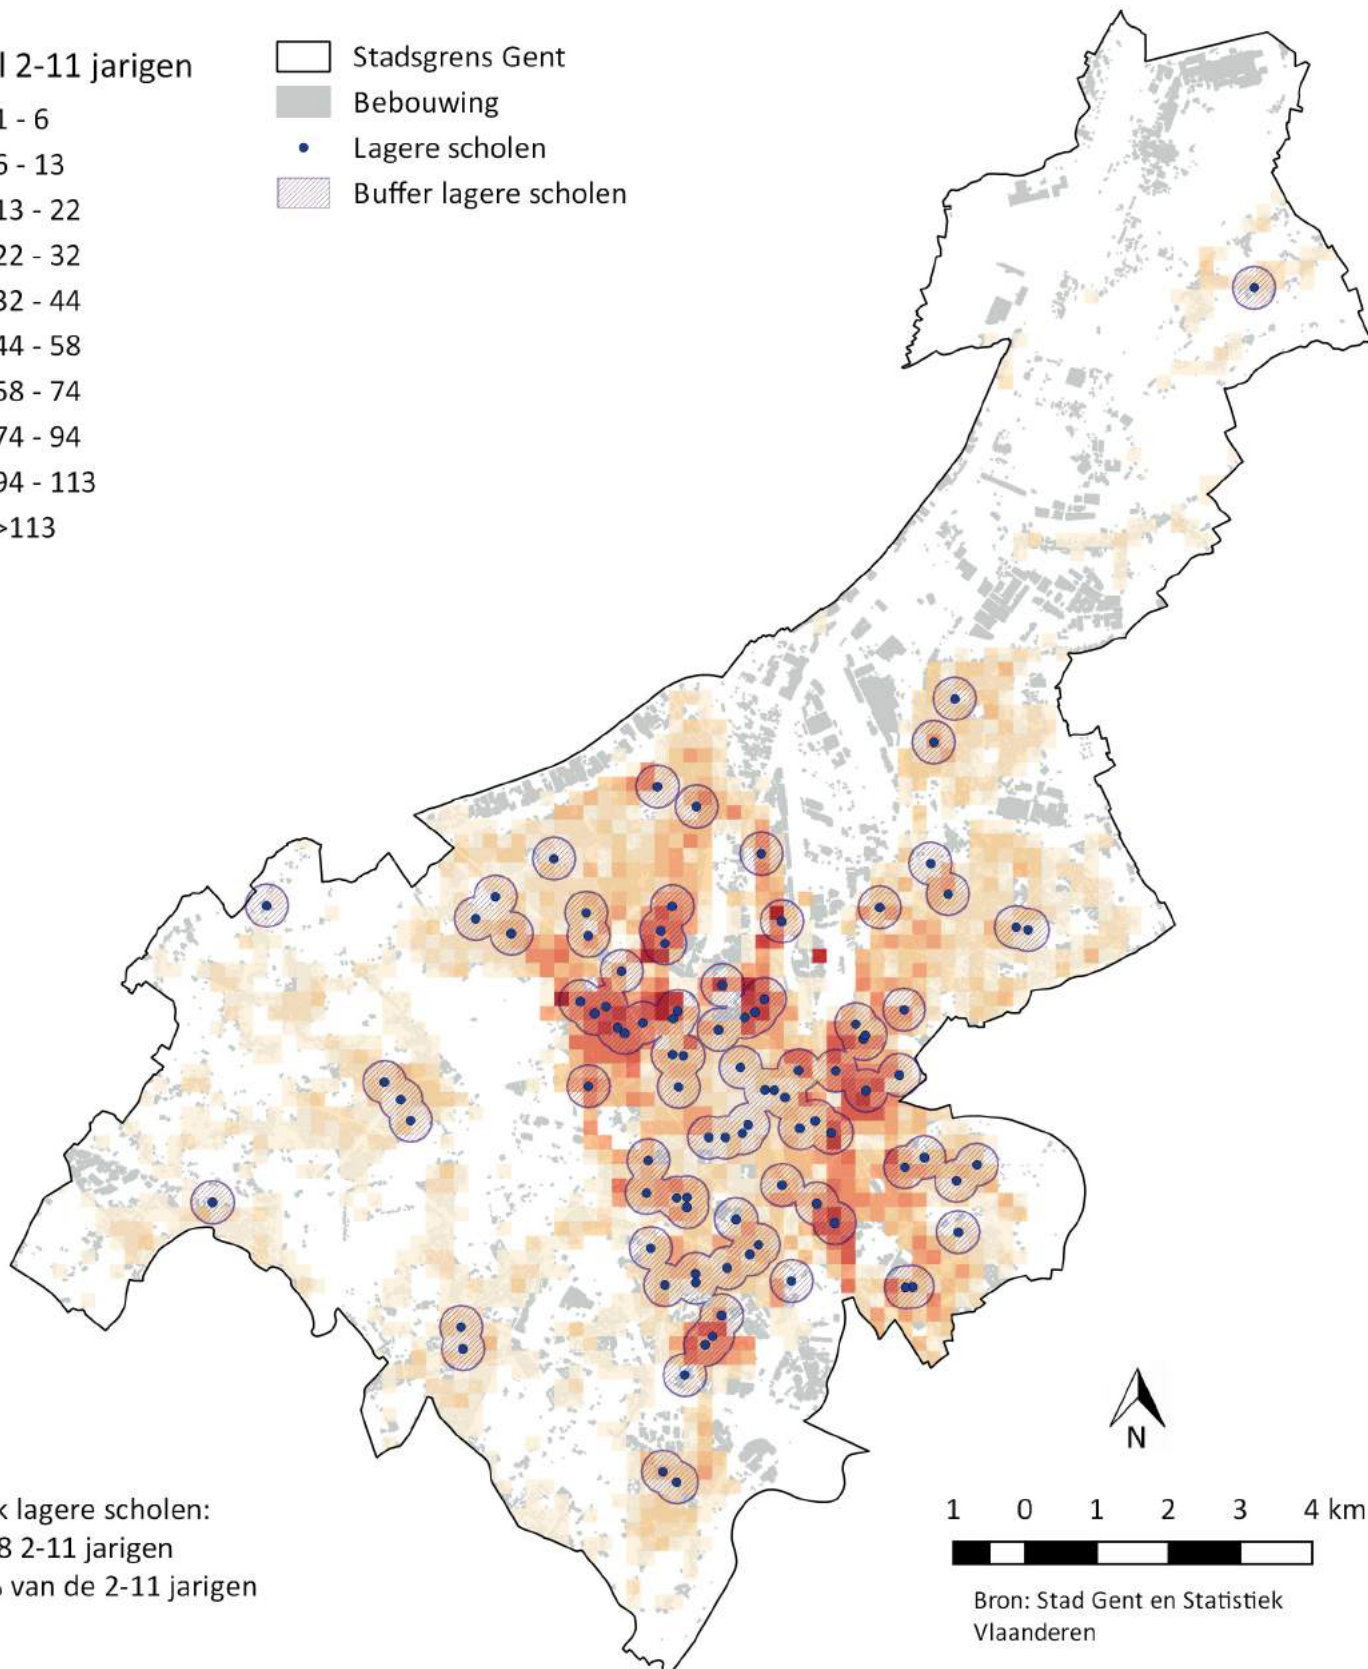 2-11 jarigen
1 - 6
- 13
13 - 22
22 - 32
32 - 44
44 - 58
58 - 74
74 - 94
94 - 113
>113
Stadsgrens Gent
Bebouwing
Lagere scholen
Buffer lagere scholen
k lagere scholen:
8 2-11 jarigen
van de 2-11 jarigen
N
1 0 1 2 3 4 km
Bron: Stad Gent en Statistiek
Vlaanderen